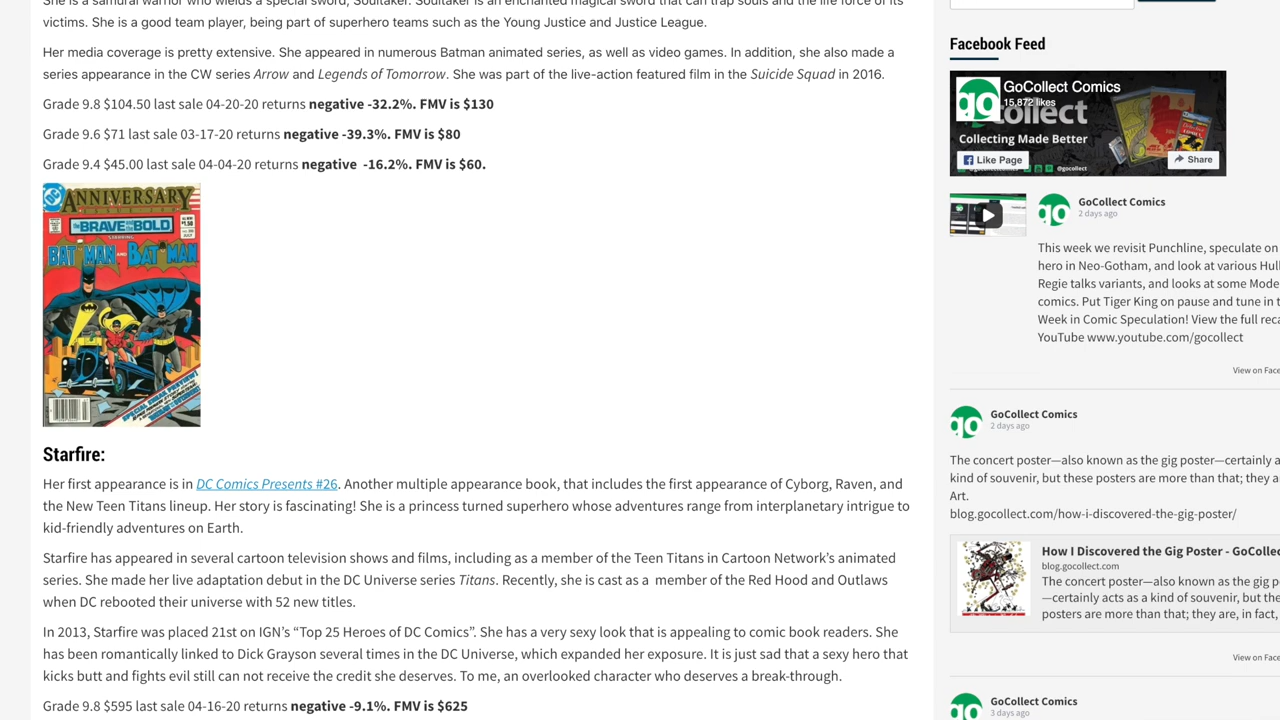 She is a samurai warrior who wields a special sword, Soultaker. Soultaker is an enchanted magical sword that can trap souls and the life force of its
victims. She is a good team player, being part of superhero teams such as the Young Justice and Justice League.
Her media coverage is pretty extensive. She appeared in numerous Batman animated series, as well as video games. In addition, she also made a
series appearance in the CW series Arrow and Legends of Tomorrow. She was part of the live-action featured film in the Suicide Squad in 2016.
Grade 9.8 $104.50 last sale 04-20-20 returns negative -32.2%. FMV is $130
Grade 9.6 $71 last sale 03-17-20 returns negative -39.3%. FMV is $80
Grade 9.4 $45.00 last sale 04-04-20 returns negative -16.2%. FMV is $60.
ANNIVERSARY
The BRAVE and the BOLD
BATMAN AND BATMAN
Starfire:
Her first appearance is in DC Comics Presents #26. Another multiple appearance book, that includes the first appearance of Cyborg, Raven, and
the New Teen Titans lineup. Her story is fascinating! She is a princess turned superhero whose adventures range from interplanetary intrigue to
kid-friendly adventures on Earth.
Starfire has appeared in several cartoon television shows and films, including as a member of the Teen Titans in Cartoon Network's animated
series. She made her live adaptation debut in the DC Universe series Titans. Recently, she is cast as a  member of the Red Hood and Outlaws
when DC rebooted their universe with 52 new titles.
In 2013, Starfire was placed 21st on IGN's “Top 25 Heroes of DC Comics”. She has a very sexy look that is appealing to comic book readers. She
has been romantically linked to Dick Grayson several times in the DC Universe, which expanded her exposure. It is just sad that a sexy hero that
kicks butt and fights evil still can not receive the credit she deserves. To me, an overlooked character who deserves a break-through.
Grade 9.8 $595 last sale 04-16-20 returns negative -9.1%. FMV is $625
Facebook Feed
go
GoCollect Comics
15,872 likes
collect
Collecting Made Better
Like Page
@gocollect
Share
go
GoCollect Comics
2 days ago
This week we revisit Punchline, speculate on
hero in Neo-Gotham, and look at various Hul
Regie talks variants, and looks at some Mode
comics. Put Tiger King on pause and tune in t
Week in Comic Speculation! View the full reca
YouTube www.youtube.com/gocollect
View on Face
go
GoCollect Comics
2 days ago
The concert poster—also known as the gig poster—certainly a
kind of souvenir, but these posters are more than that; they a
Art.
blog.gocollect.com/how-i-discovered-the-gig-poster/
How I Discovered the Gig Poster - GoCollec
blog.gocollect.com
The concert poster—also known as the gig p
—certainly acts as a kind of souvenir, but the
posters are more than that; they are, in fact,
View on Face
go
GoCollect Comics
3 days ago